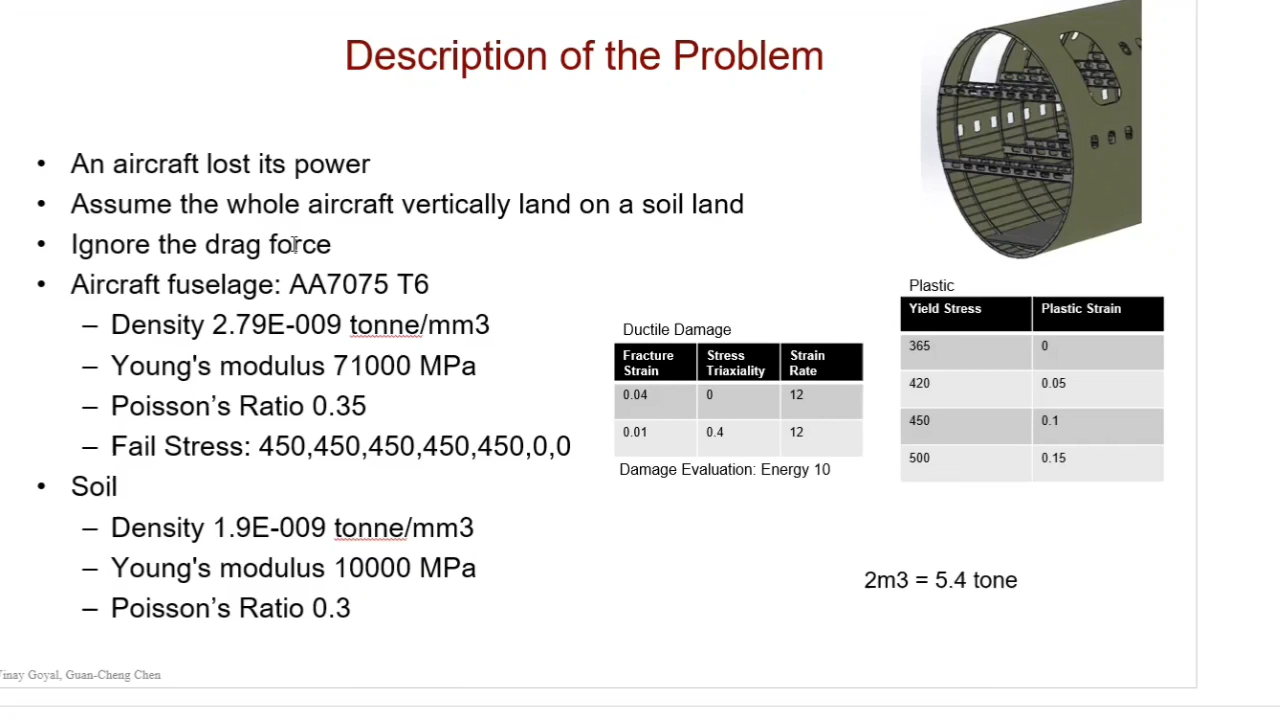 Description of the Problem
• An aircraft lost its power
• Assume the whole aircraft vertically land on a soil land
• Ignore the drag force
• Aircraft fuselage: AA7075 T6
– Density 2.79E-009 tonne/mm3
– Young's modulus 71000 MPa
– Poisson's Ratio 0.35
– Fail Stress: 450,450,450,450,450,0,0
• Soil
– Density 1.9E-009 tonne/mm3
– Young's modulus 10000 MPa
– Poisson's Ratio 0.3
Ductile Damage
Fracture Strain Stress Triaxiality Strain Rate
0.04 0 12
0.01 0.4 12
Damage Evaluation: Energy 10
Plastic
Yield Stress Plastic Strain
365 0
420 0.05
450 0.1
500 0.15
2m3 = 5.4 tone
Vinay Goyal, Guan-Cheng Chen